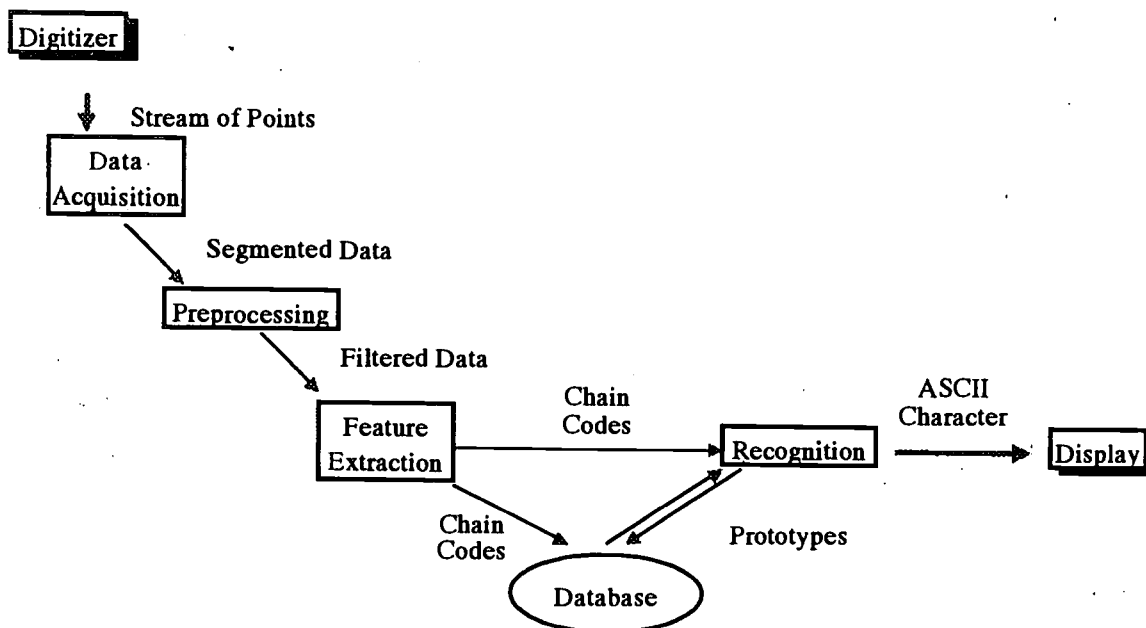 Digitizer
Stream of Points
Data
Acquisition
Segmented Data
Preprocessing
Filtered Data
Feature
Extraction
Chain
Codes
Recognition
ASCII
Character
Display
Chain
Codes
Prototypes
Database